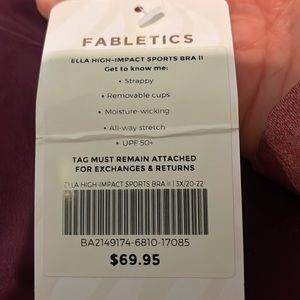 FABLETICS
ELLA HIGH-IMPACT SPORTS BRA II
Get to know me:
• Strappy
• Removable cups
• Moisture-wicking
• All-way stretch
• UPF 50+
TAG MUST REMAIN ATTACHED
FOR EXCHANGES & RETURNS
ELLA HIGH-IMPACT SPORTS BRA II | 3X/20-22
BA2149174-6810-17085
$69.95